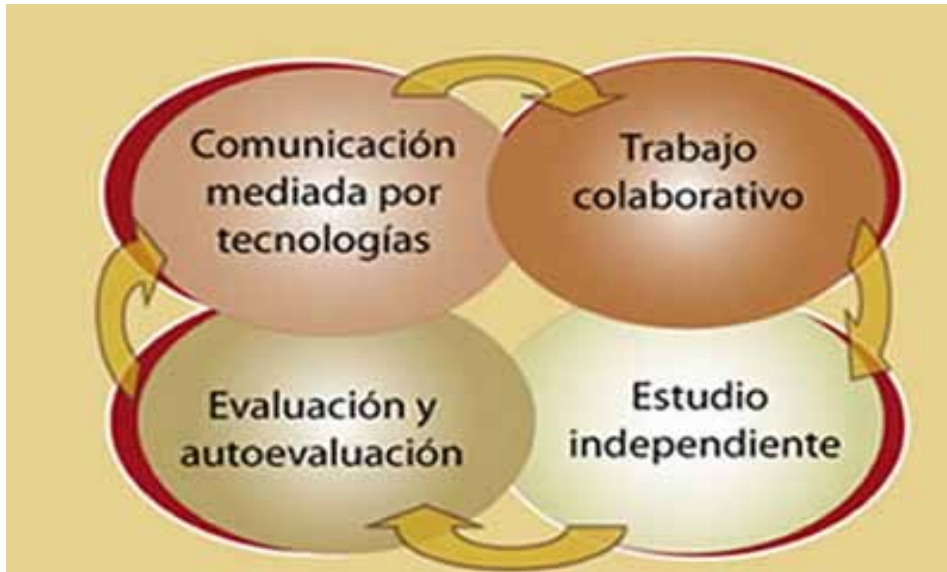 Comunicación
mediada por
tecnologías
Trabajo
colaborativo
Estudio
independiente
Evaluación y
autoevaluación